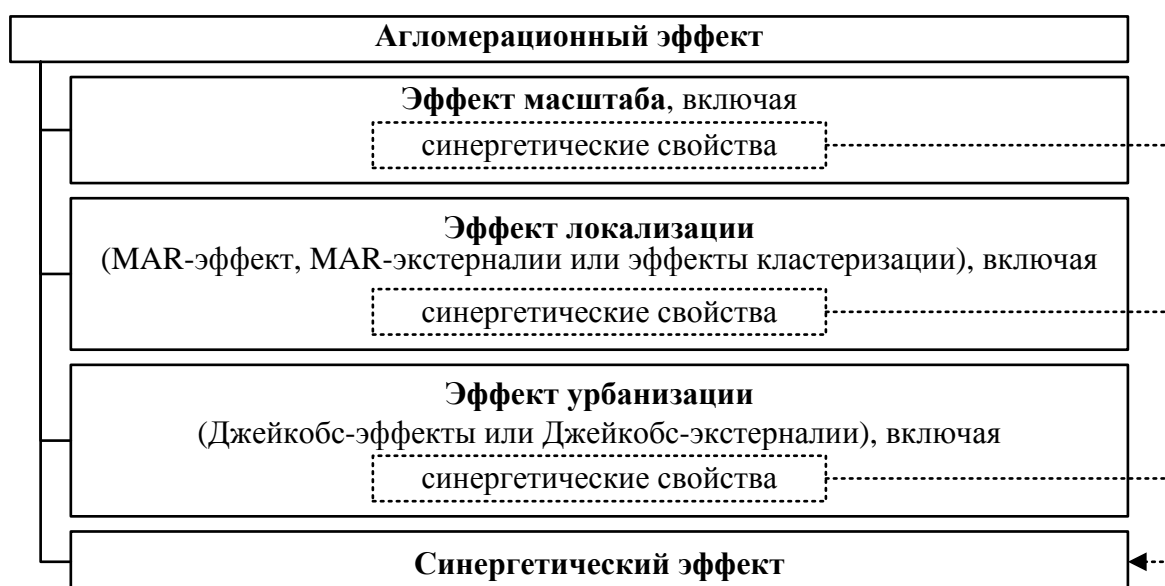 Агломерационный эффект
Эффект масштаба, включая
синергетические свойства
Эффект локализации
(MAR-эффект, MAR-экстерналии или эффекты кластеризации), включая
синергетические свойства
Эффект урбанизации
(Джейкобс-эффекты или Джейкобс-экстерналии), включая
синергетические свойства
Синергетический эффект